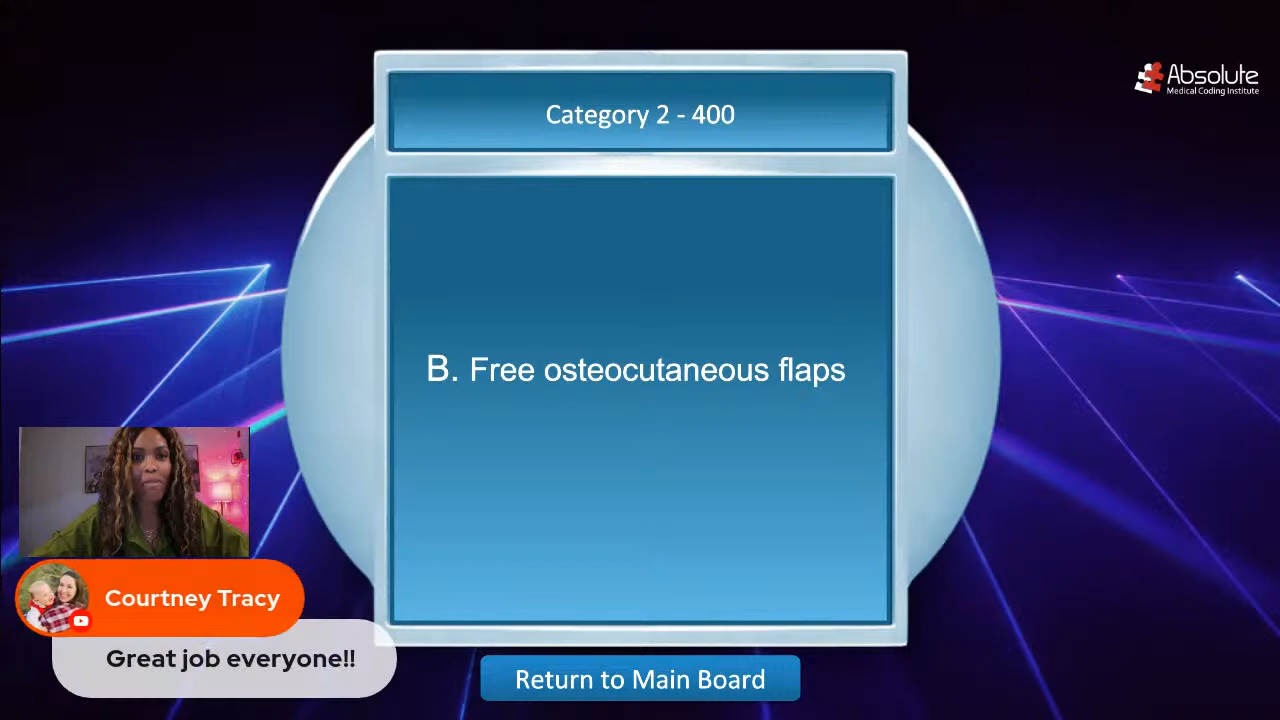 Absolute
Medical Coding Institute
Category 2 - 400
B. Free osteocutaneous flaps
Courtney Tracy
Great job everyone!!
Return to Main Board